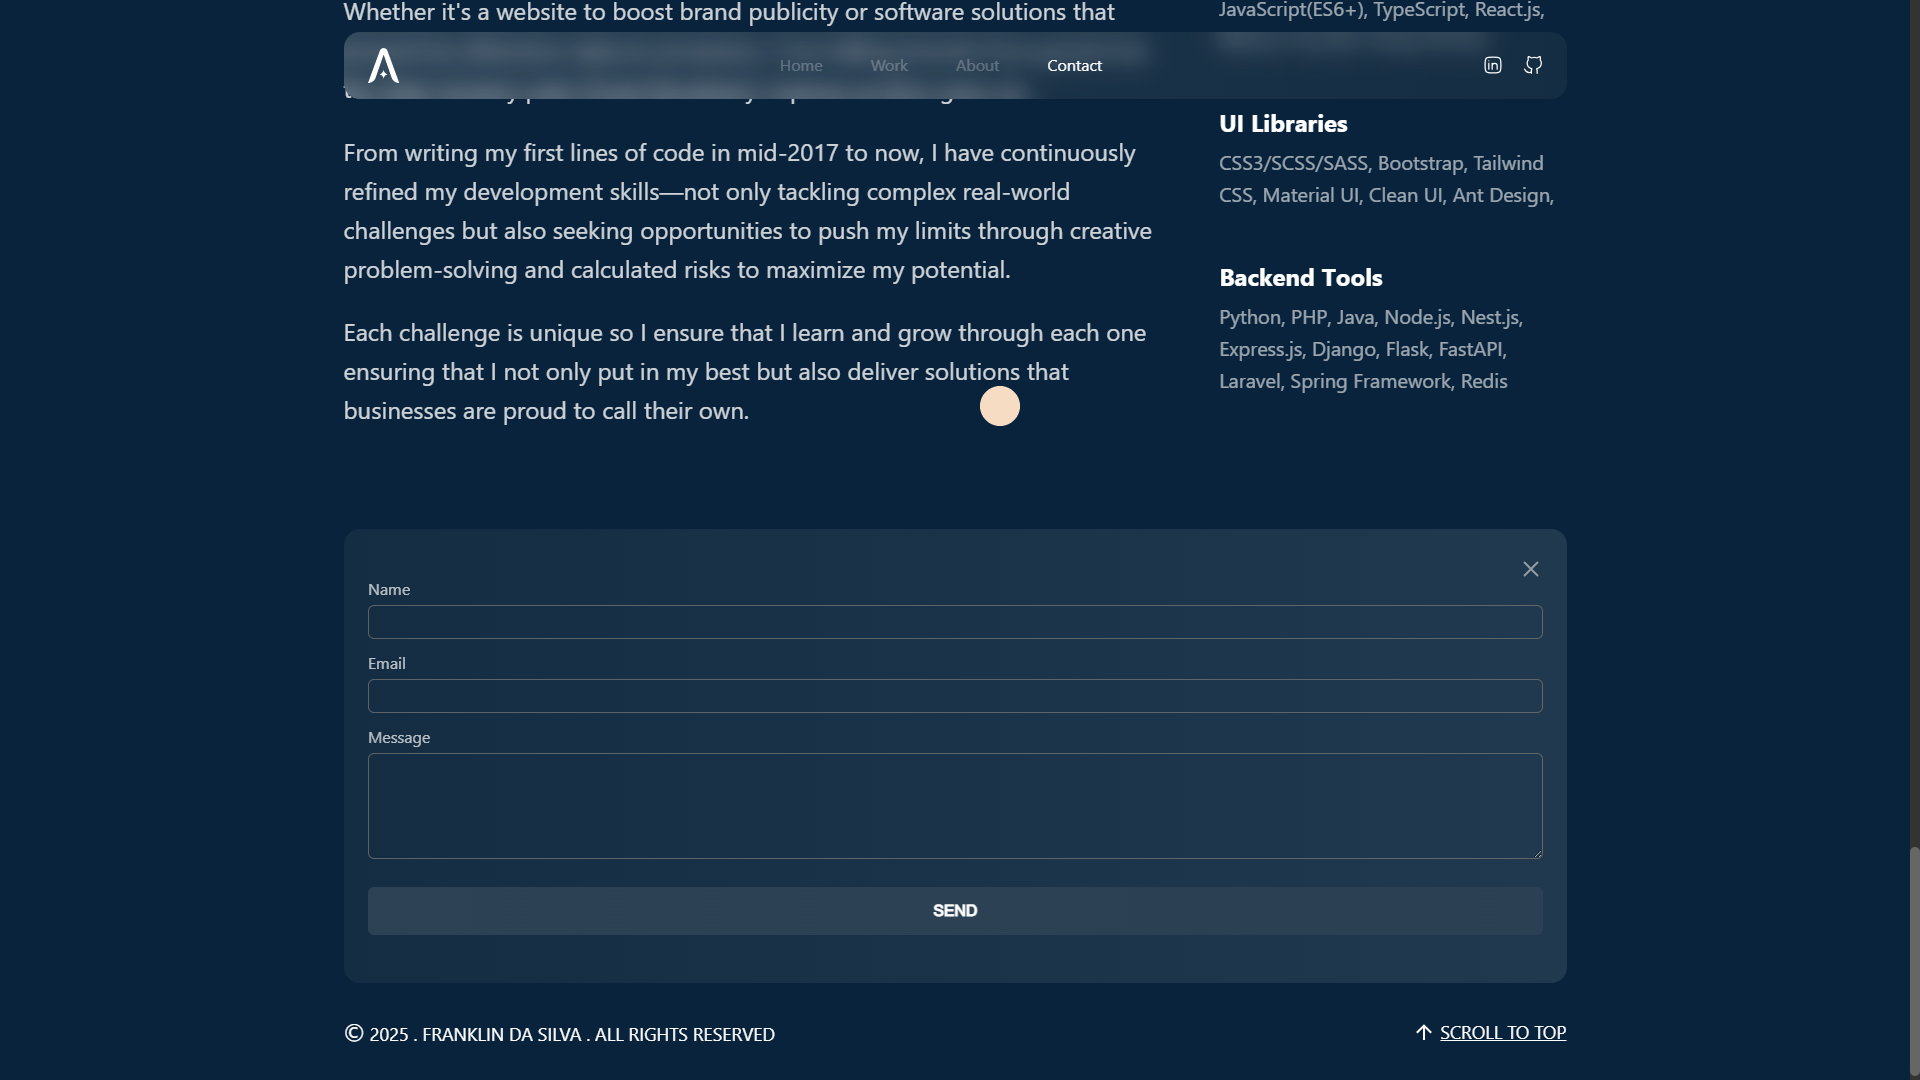 Whether it's a website to boost brand publicity or software solutions that
JavaScript(ES6+), TypeScript, React.js,
Home
Work
About
Contact
From writing my first lines of code in mid-2017 to now, I have continuously
refined my development skills—not only tackling complex real-world
challenges but also seeking opportunities to push my limits through creative
problem-solving and calculated risks to maximize my potential.
Each challenge is unique so I ensure that I learn and grow through each one
ensuring that I not only put in my best but also deliver solutions that
businesses are proud to call their own.
UI Libraries
CSS3/SCSS/SASS, Bootstrap, Tailwind
CSS, Material UI, Clean UI, Ant Design,
Backend Tools
Python, PHP, Java, Node.js, Nest.js,
Express.js, Django, Flask, FastAPI,
Laravel, Spring Framework, Redis
Name
Email
Message
SEND
© 2025 . FRANKLIN DA SILVA . ALL RIGHTS RESERVED
SCROLL TO TOP